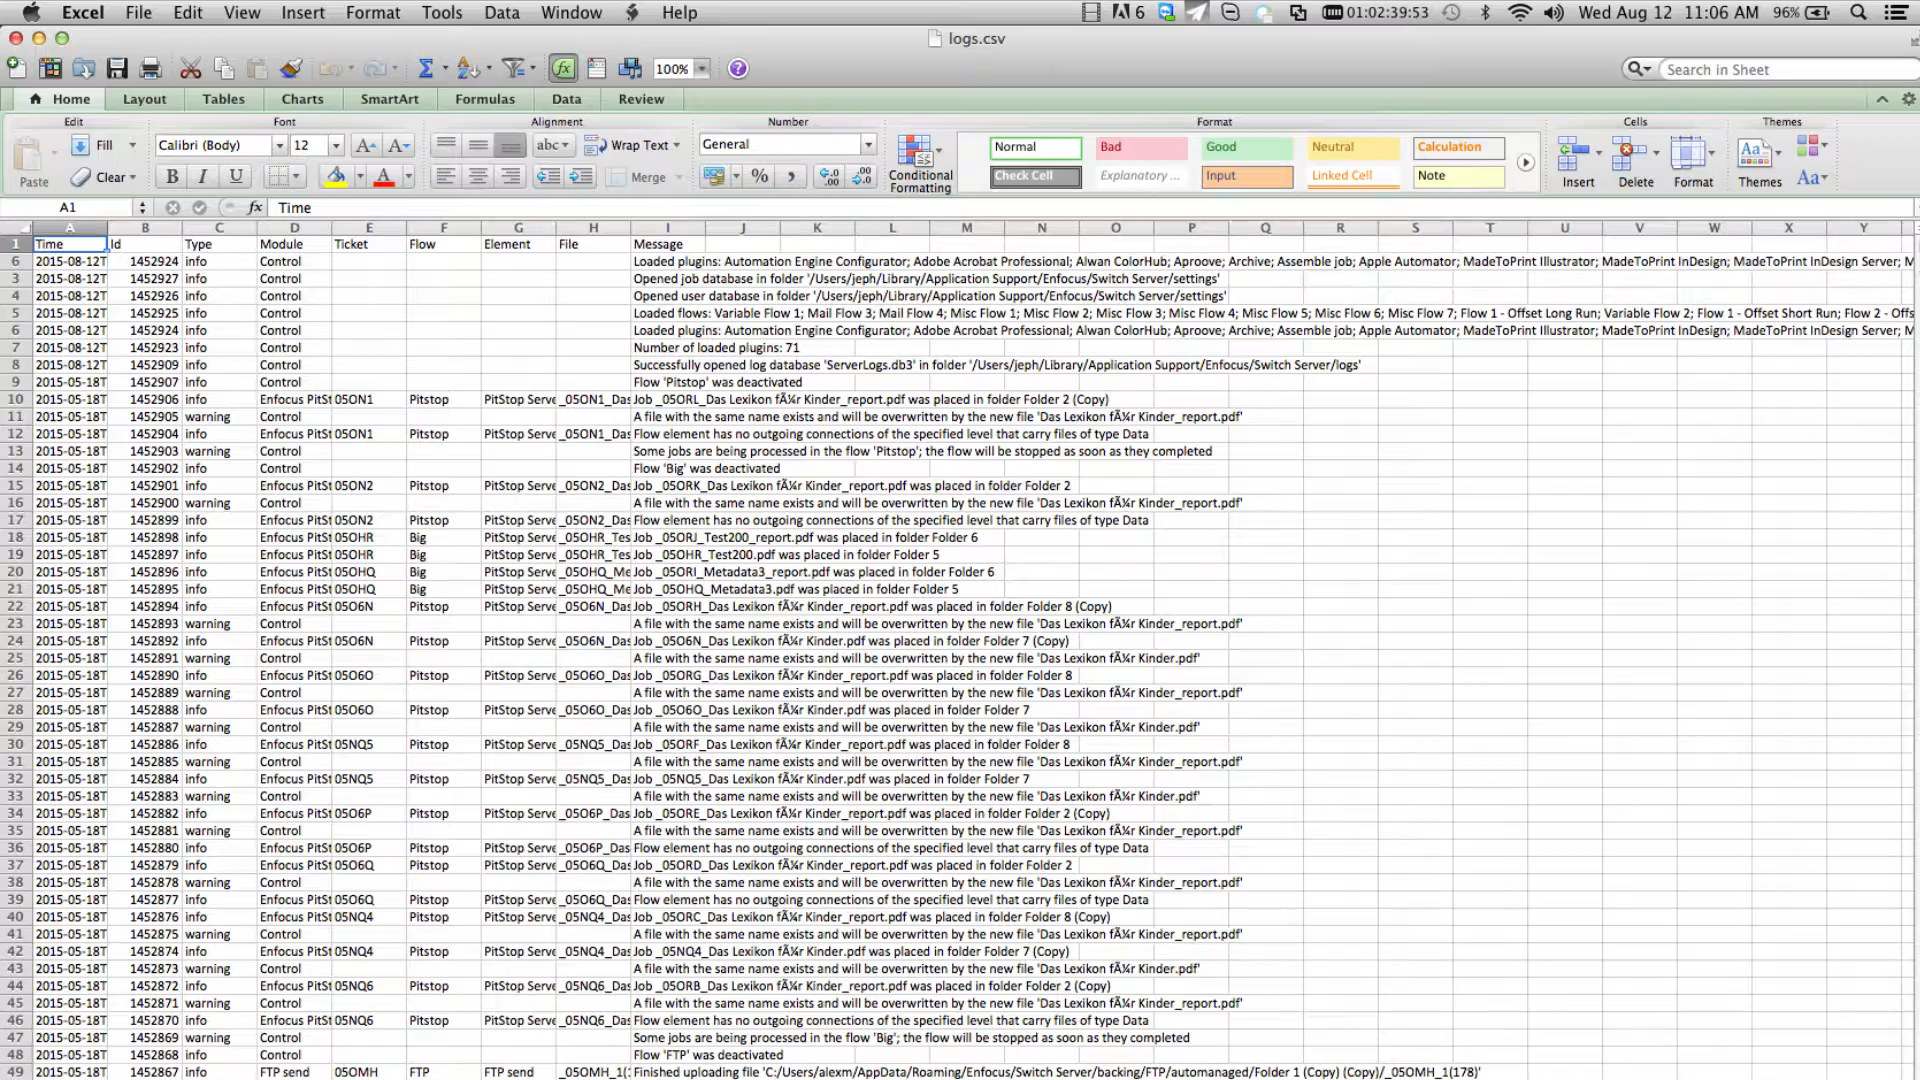 Excel File Edit View Insert Format Tools Data Window Help 6 01:02:39:53 Wed Aug 12 11:06 AM 96%
logs.csv
100% Search in Sheet
Home Layout Tables Charts SmartArt Formulas Data Review
Edit Font Alignment Number Format Cells Themes
Fill Calibri (Body) 12 abc Wrap Text General Normal Bad Good Neutral Calculation
Paste Clear B I U Merge % Conditional Formatting Check Cell Explanatory ... Input Linked Cell Note Insert Delete Format Themes Aa
A1 fx Time
A B C D E F G H I J K L M N O P Q R S T U V W X Y
1 Time Id Type Module Ticket Flow Element File Message
6 2015-08-12T 1452924 info Control Loaded plugins: Automation Engine Configurator; Adobe Acrobat Professional; Alwan ColorHub; Aproove; Archive; Assemble job; Apple Automator; MadeToPrint Illustrator; MadeToPrint InDesign; MadeToPrint InDesign Server; M
3 2015-08-12T 1452927 info Control Opened job database in folder '/Users/jeph/Library/Application Support/Enfocus/Switch Server/settings'
4 2015-08-12T 1452926 info Control Opened user database in folder '/Users/jeph/Library/Application Support/Enfocus/Switch Server/settings'
5 2015-08-12T 1452925 info Control Loaded flows: Variable Flow 1; Mail Flow 3; Mail Flow 4; Misc Flow 1; Misc Flow 2; Misc Flow 3; Misc Flow 4; Misc Flow 5; Misc Flow 6; Misc Flow 7; Flow 1 - Offset Long Run; Variable Flow 2; Flow 1 - Offset Short Run; Flow 2 - Offs
6 2015-08-12T 1452924 info Control Loaded plugins: Automation Engine Configurator; Adobe Acrobat Professional; Alwan ColorHub; Aproove; Archive; Assemble job; Apple Automator; MadeToPrint Illustrator; MadeToPrint InDesign; MadeToPrint InDesign Server; M
7 2015-08-12T 1452923 info Control Number of loaded plugins: 71
8 2015-08-12T 1452909 info Control Successfully opened log database 'ServerLogs.db3' in folder '/Users/jeph/Library/Application Support/Enfocus/Switch Server/logs'
9 2015-05-18T 1452907 info Control Flow 'Pitstop' was deactivated
10 2015-05-18T 1452906 info Enfocus PitSt 05ON1 Pitstop PitStop Serve _05ON1_Das Job _05ORL_Das Lexikon fÃ¼r Kinder_report.pdf was placed in folder Folder 2 (Copy)
11 2015-05-18T 1452905 warning Control A file with the same name exists and will be overwritten by the new file 'Das Lexikon fÃ¼r Kinder_report.pdf'
12 2015-05-18T 1452904 info Enfocus PitSt 05ON1 Pitstop PitStop Serve _05ON1_Das Flow element has no outgoing connections of the specified level that carry files of type Data
13 2015-05-18T 1452903 warning Control Some jobs are being processed in the flow 'Pitstop'; the flow will be stopped as soon as they completed
14 2015-05-18T 1452902 info Control Flow 'Big' was deactivated
15 2015-05-18T 1452901 info Enfocus PitSt 05ON2 Pitstop PitStop Serve _05ON2_Das Job _05ORK_Das Lexikon fÃ¼r Kinder_report.pdf was placed in folder Folder 2
16 2015-05-18T 1452900 warning Control A file with the same name exists and will be overwritten by the new file 'Das Lexikon fÃ¼r Kinder_report.pdf'
17 2015-05-18T 1452899 info Enfocus PitSt 05ON2 Pitstop PitStop Serve _05ON2_Das Flow element has no outgoing connections of the specified level that carry files of type Data
18 2015-05-18T 1452898 info Enfocus PitSt 05OHR Big PitStop Serve _05OHR_Tes Job _05ORJ_Test200_report.pdf was placed in folder Folder 6
19 2015-05-18T 1452897 info Enfocus PitSt 05OHR Big PitStop Serve _05OHR_Tes Job _05OHR_Test200.pdf was placed in folder Folder 5
20 2015-05-18T 1452896 info Enfocus PitSt 05OHQ Big PitStop Serve _05OHQ_Me Job _05ORI_Metadata3_report.pdf was placed in folder Folder 6
21 2015-05-18T 1452895 info Enfocus PitSt 05OHQ Big PitStop Serve _05OHQ_Me Job _05OHQ_Metadata3.pdf was placed in folder Folder 5
22 2015-05-18T 1452894 info Enfocus PitSt 05O6N Pitstop PitStop Serve _05O6N_Das Job _05ORH_Das Lexikon fÃ¼r Kinder_report.pdf was placed in folder Folder 8 (Copy)
23 2015-05-18T 1452893 warning Control A file with the same name exists and will be overwritten by the new file 'Das Lexikon fÃ¼r Kinder_report.pdf'
24 2015-05-18T 1452892 info Enfocus PitSt 05O6N Pitstop PitStop Serve _05O6N_Das Job _05O6N_Das Lexikon fÃ¼r Kinder.pdf was placed in folder Folder 7 (Copy)
25 2015-05-18T 1452891 warning Control A file with the same name exists and will be overwritten by the new file 'Das Lexikon fÃ¼r Kinder.pdf'
26 2015-05-18T 1452890 info Enfocus PitSt 05O6O Pitstop PitStop Serve _05O6O_Das Job _05ORG_Das Lexikon fÃ¼r Kinder_report.pdf was placed in folder Folder 8
27 2015-05-18T 1452889 warning Control A file with the same name exists and will be overwritten by the new file 'Das Lexikon fÃ¼r Kinder_report.pdf'
28 2015-05-18T 1452888 info Enfocus PitSt 05O6O Pitstop PitStop Serve _05O6O_Das Job _05O6O_Das Lexikon fÃ¼r Kinder.pdf was placed in folder Folder 7
29 2015-05-18T 1452887 warning Control A file with the same name exists and will be overwritten by the new file 'Das Lexikon fÃ¼r Kinder.pdf'
30 2015-05-18T 1452886 info Enfocus PitSt 05NQ5 Pitstop PitStop Serve _05NQ5_Das Job _05ORF_Das Lexikon fÃ¼r Kinder_report.pdf was placed in folder Folder 8
31 2015-05-18T 1452885 warning Control A file with the same name exists and will be overwritten by the new file 'Das Lexikon fÃ¼r Kinder_report.pdf'
32 2015-05-18T 1452884 info Enfocus PitSt 05NQ5 Pitstop PitStop Serve _05NQ5_Das Job _05NQ5_Das Lexikon fÃ¼r Kinder.pdf was placed in folder Folder 7
33 2015-05-18T 1452883 warning Control A file with the same name exists and will be overwritten by the new file 'Das Lexikon fÃ¼r Kinder.pdf'
34 2015-05-18T 1452882 info Enfocus PitSt 05O6P Pitstop PitStop Serve _05O6P_Das Job _05ORE_Das Lexikon fÃ¼r Kinder_report.pdf was placed in folder Folder 2 (Copy)
35 2015-05-18T 1452881 warning Control A file with the same name exists and will be overwritten by the new file 'Das Lexikon fÃ¼r Kinder_report.pdf'
36 2015-05-18T 1452880 info Enfocus PitSt 05O6P Pitstop PitStop Serve _05O6P_Das Flow element has no outgoing connections of the specified level that carry files of type Data
37 2015-05-18T 1452879 info Enfocus PitSt 05O6Q Pitstop PitStop Serve _05O6Q_Das Job _05ORD_Das Lexikon fÃ¼r Kinder_report.pdf was placed in folder Folder 2
38 2015-05-18T 1452878 warning Control A file with the same name exists and will be overwritten by the new file 'Das Lexikon fÃ¼r Kinder_report.pdf'
39 2015-05-18T 1452877 info Enfocus PitSt 05O6Q Pitstop PitStop Serve _05O6Q_Das Flow element has no outgoing connections of the specified level that carry files of type Data
40 2015-05-18T 1452876 info Enfocus PitSt 05NQ4 Pitstop PitStop Serve _05NQ4_Das Job _05ORC_Das Lexikon fÃ¼r Kinder_report.pdf was placed in folder Folder 8 (Copy)
41 2015-05-18T 1452875 warning Control A file with the same name exists and will be overwritten by the new file 'Das Lexikon fÃ¼r Kinder_report.pdf'
42 2015-05-18T 1452874 info Enfocus PitSt 05NQ4 Pitstop PitStop Serve _05NQ4_Das Job _05NQ4_Das Lexikon fÃ¼r Kinder.pdf was placed in folder Folder 7 (Copy)
43 2015-05-18T 1452873 warning Control A file with the same name exists and will be overwritten by the new file 'Das Lexikon fÃ¼r Kinder.pdf'
44 2015-05-18T 1452872 info Enfocus PitSt 05NQ6 Pitstop PitStop Serve _05NQ6_Das Job _05ORB_Das Lexikon fÃ¼r Kinder_report.pdf was placed in folder Folder 2 (Copy)
45 2015-05-18T 1452871 warning Control A file with the same name exists and will be overwritten by the new file 'Das Lexikon fÃ¼r Kinder_report.pdf'
46 2015-05-18T 1452870 info Enfocus PitSt 05NQ6 Pitstop PitStop Serve _05NQ6_Das Flow element has no outgoing connections of the specified level that carry files of type Data
47 2015-05-18T 1452869 warning Control Some jobs are being processed in the flow 'Big'; the flow will be stopped as soon as they completed
48 2015-05-18T 1452868 info Control Flow 'FTP' was deactivated
49 2015-05-18T 1452867 info FTP send 05OMH FTP FTP send _05OMH_1(: Finished uploading file 'C:/Users/alexm/AppData/Roaming/Enfocus/Switch Server/backing/FTP/automanaged/Folder 1 (Copy) (Copy)/_05OMH_1(178)'